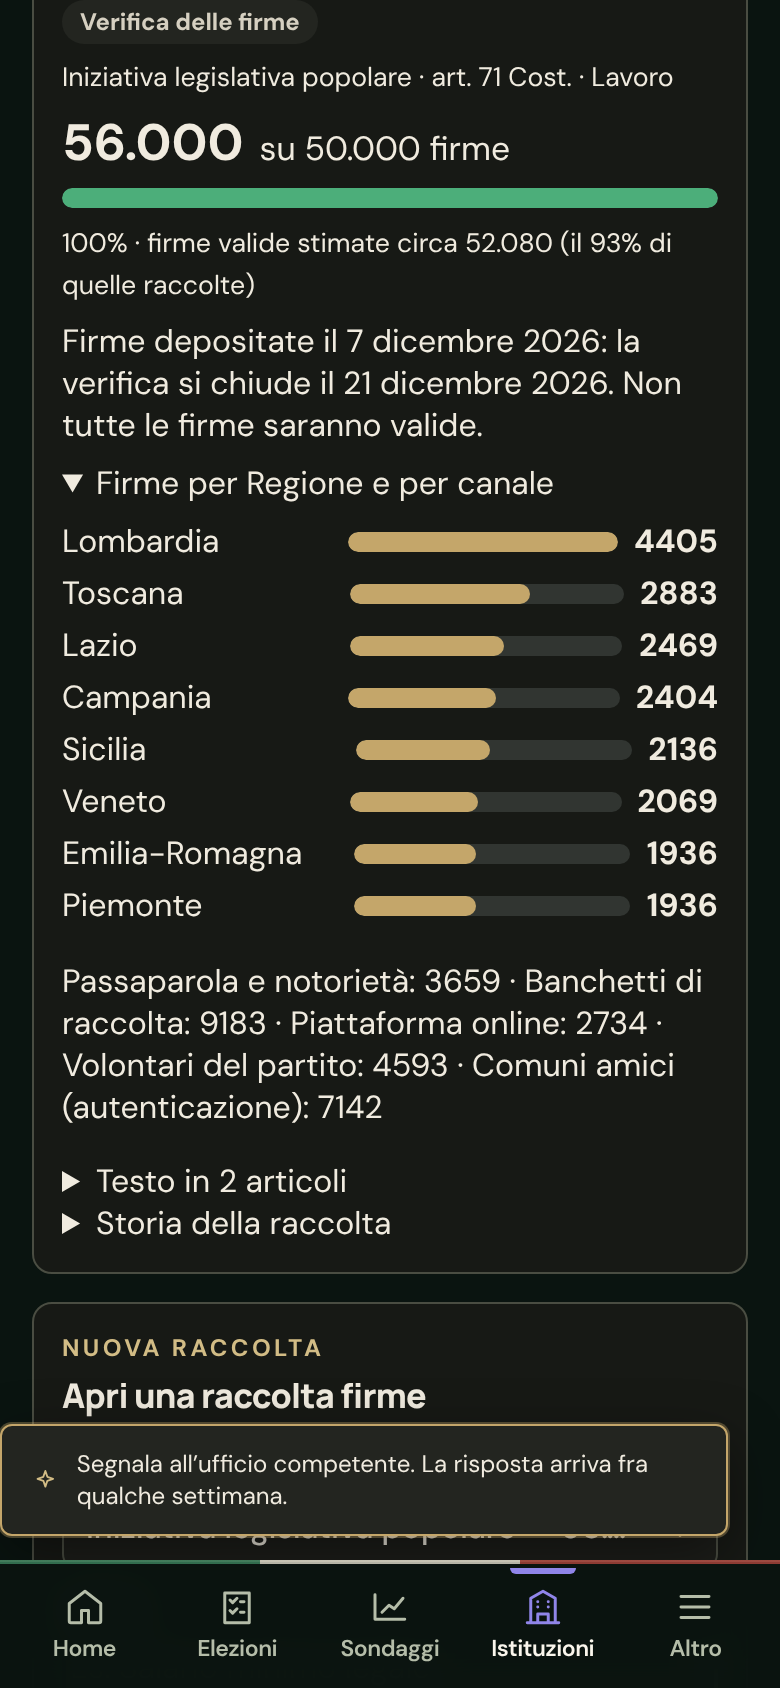 Verifica delle firme
Iniziativa legislativa popolare · art. 71 Cost. · Lavoro
56.000 su 50.000 firme
100% · firme valide stimate circa 52.080 (il 93% di
quelle raccolte)
Firme depositate il 7 dicembre 2026: la
verifica si chiude il 21 dicembre 2026. Non
tutte le firme saranno valide.
▼ Firme per Regione e per canale
Lombardia 4405
Toscana 2883
Lazio 2469
Campania 2404
Sicilia 2136
Veneto 2069
Emilia-Romagna 1936
Piemonte 1936
Passaparola e notorietà: 3659 · Banchetti di
raccolta: 9183 · Piattaforma online: 2734 ·
Volontari del partito: 4593 · Comuni amici
(autenticazione): 7142
▶ Testo in 2 articoli
▶ Storia della raccolta
NUOVA RACCOLTA
Apri una raccolta firme
Segnala all’ufficio competente. La risposta arriva fra
qualche settimana.
Home Elezioni Sondaggi Istituzioni Altro